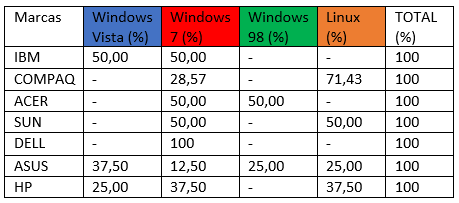 Marcas Windows Vista (%) Windows 7 (%) Windows 98 (%) Linux (%) TOTAL (%)
IBM 50,00 50,00 - - 100
COMPAQ - 28,57 - 71,43 100
ACER - 50,00 50,00 - 100
SUN - 50,00 - 50,00 100
DELL - 100 - - 100
ASUS 37,50 12,50 25,00 25,00 100
HP 25,00 37,50 - 37,50 100